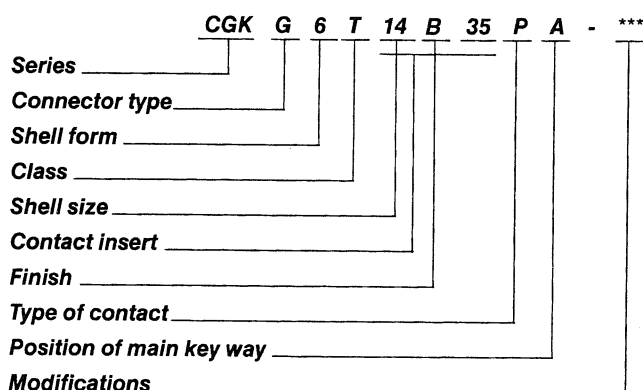 CGK G 6 T 14 B 35 P A - ***
Series
Connector type
Shell form
Class
Shell size
Contact insert
Finish
Type of contact
Position of main key way
Modifications